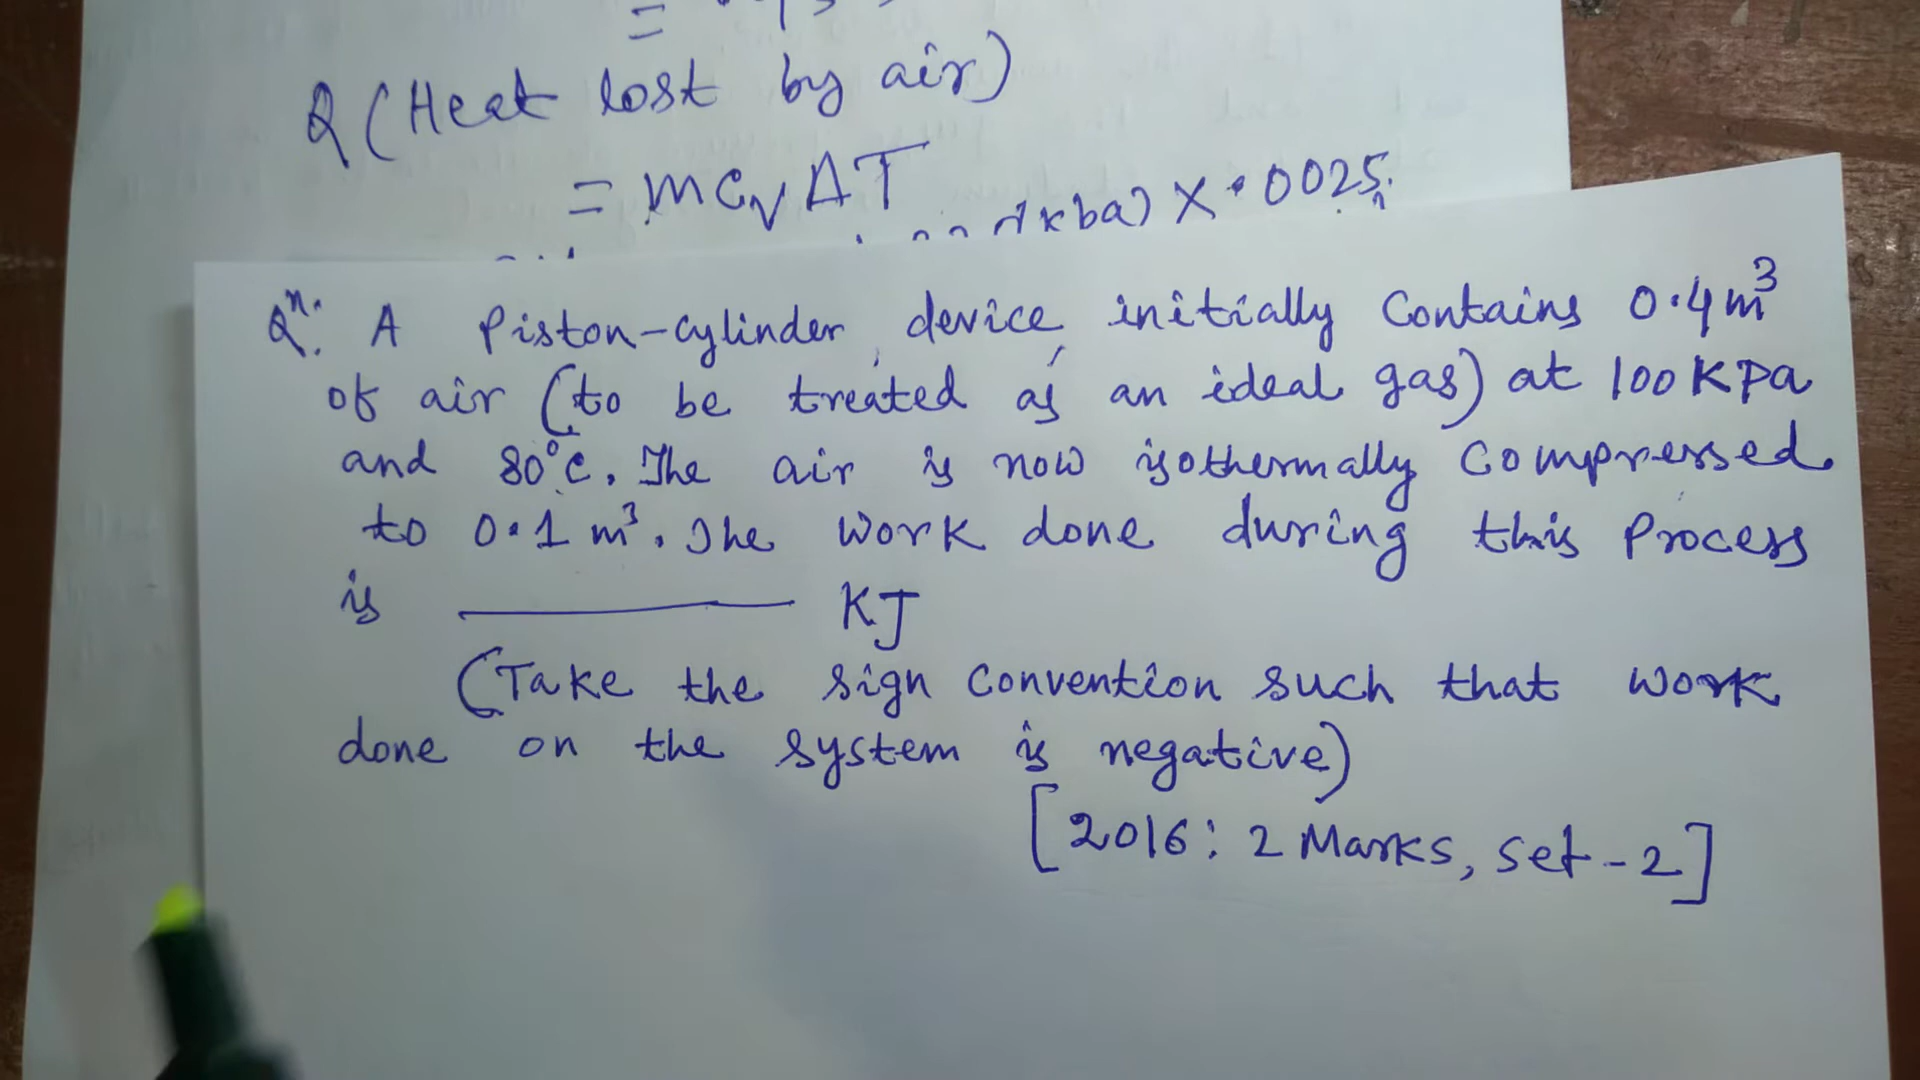 Q (Heat lost by air)
= mCv ΔT
kPa) × .0025
Qn. A Piston-cylinder device initially Contains 0.4 m³
of air (to be treated as an ideal gas) at 100 KPa
and 80°C. The air is now isothermally Compressed
to 0.1 m³. The Work done during this Process
is ________ KJ
(Take the sign Convention such that work
done on the system is negative)
[2016: 2 Marks, set-2]